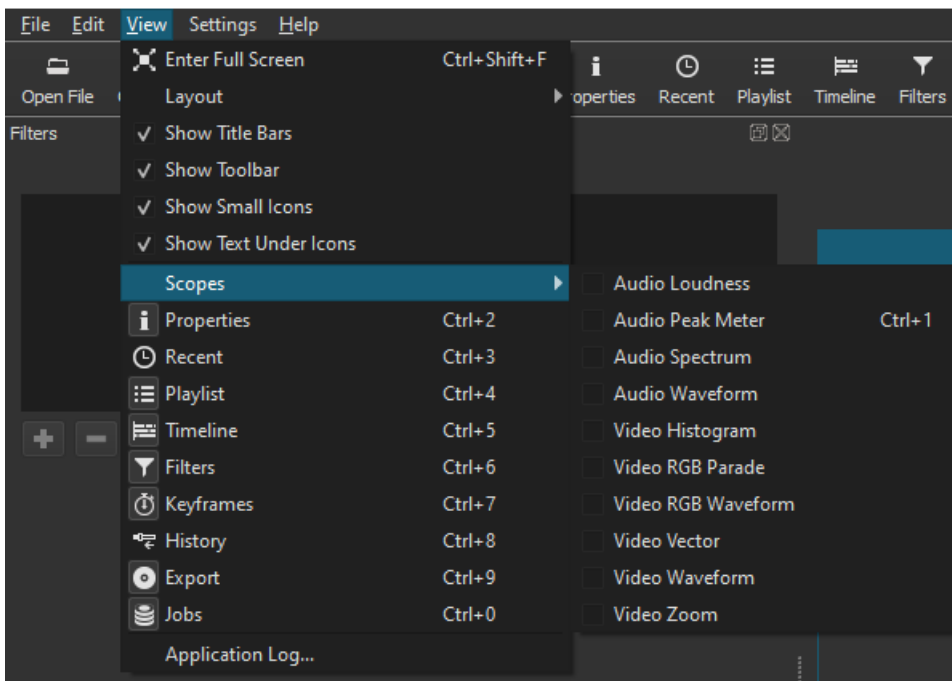 File Edit View Settings Help
Open File
Properties Recent Playlist Timeline Filters
Filters
Enter Full Screen Ctrl+Shift+F
Layout
Show Title Bars
Show Toolbar
Show Small Icons
Show Text Under Icons
Scopes
Properties Ctrl+2
Recent Ctrl+3
Playlist Ctrl+4
Timeline Ctrl+5
Filters Ctrl+6
Keyframes Ctrl+7
History Ctrl+8
Export Ctrl+9
Jobs Ctrl+0
Application Log...
Audio Loudness
Audio Peak Meter Ctrl+1
Audio Spectrum
Audio Waveform
Video Histogram
Video RGB Parade
Video RGB Waveform
Video Vector
Video Waveform
Video Zoom